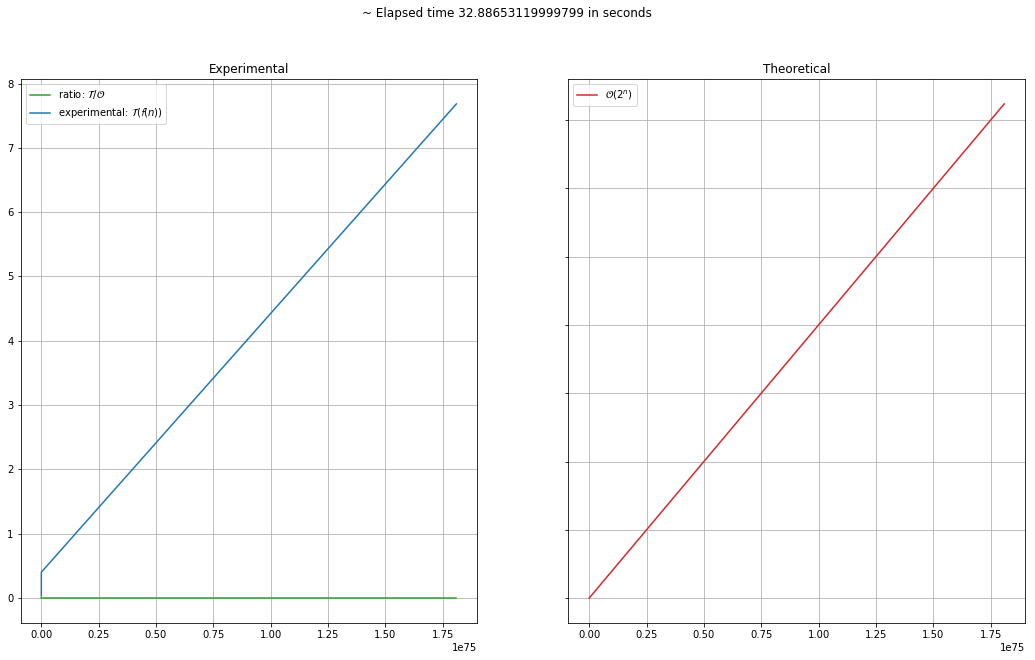 ~ Elapsed time 32.88653119999799 in seconds
Experimental
ratio: 𝒯/𝒪
experimental: 𝒯(f(n))
8
7
6
5
4
3
2
1
0
0.00 0.25 0.50 0.75 1.00 1.25 1.50 1.75
1e75
Theoretical
𝒪(2ⁿ)
0.00 0.25 0.50 0.75 1.00 1.25 1.50 1.75
1e75